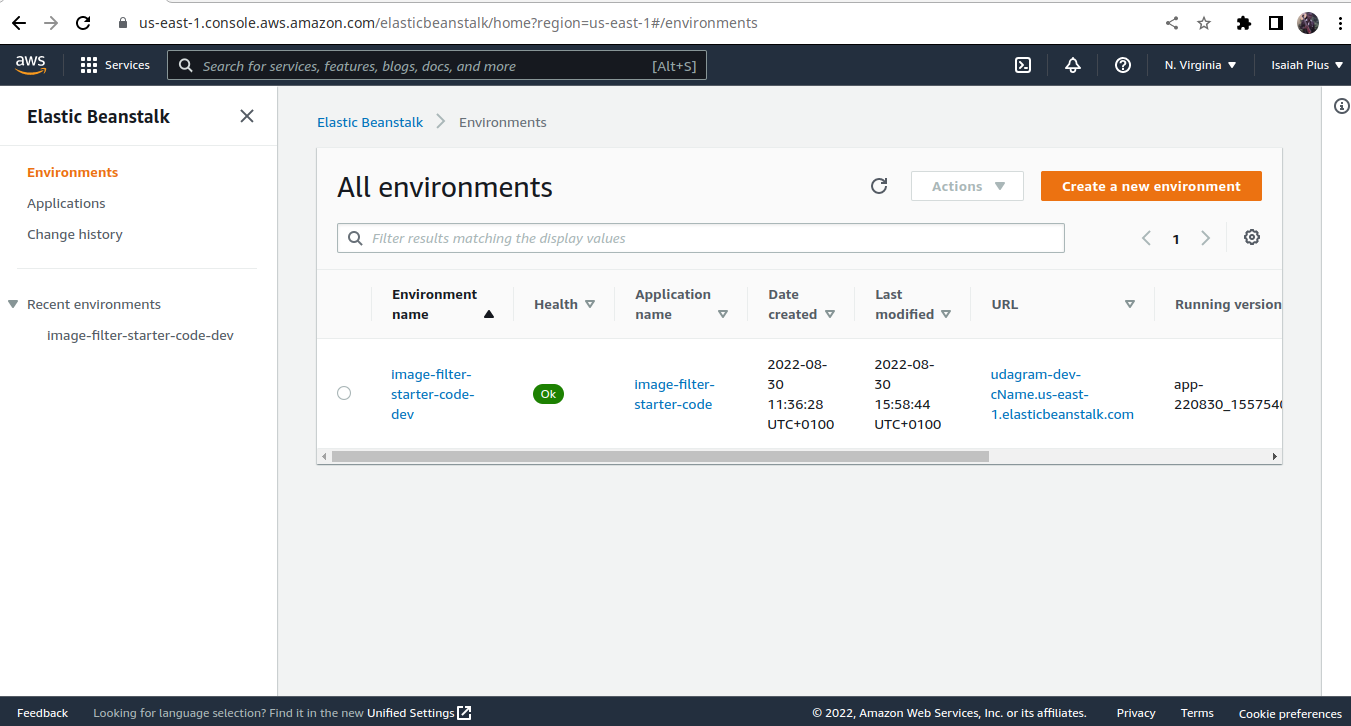 us-east-1.console.aws.amazon.com/elasticbeanstalk/home?region=us-east-1#/environments
aws
Services
Search for services, features, blogs, docs, and more
[Alt+S]
N. Virginia
Isaiah Pius
Elastic Beanstalk
Environments
Applications
Change history
Recent environments
image-filter-starter-code-dev
Elastic Beanstalk
Environments
All environments
Actions
Create a new environment
Filter results matching the display values
1
Environment
name
Health
Application
name
Date
created
Last
modified
URL
Running version
image-filter-
starter-code-
dev
Ok
image-filter-
starter-code
2022-08-
30
11:36:28
UTC+0100
2022-08-
30
15:58:44
UTC+0100
udagram-dev-
cName.us-east-
1.elasticbeanstalk.com
app-
220830_155754
Feedback
Looking for language selection? Find it in the new Unified Settings
© 2022, Amazon Web Services, Inc. or its affiliates.
Privacy
Terms
Cookie preferences